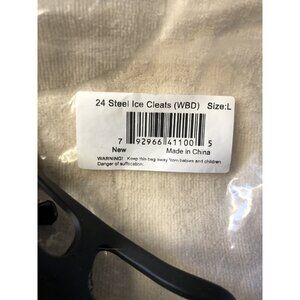 24 Steel Ice Cleats (WBD) Size:L
7 92966 41100 5
New Made in China
WARNING! Keep this bag away from babies and children
Danger of suffocation.